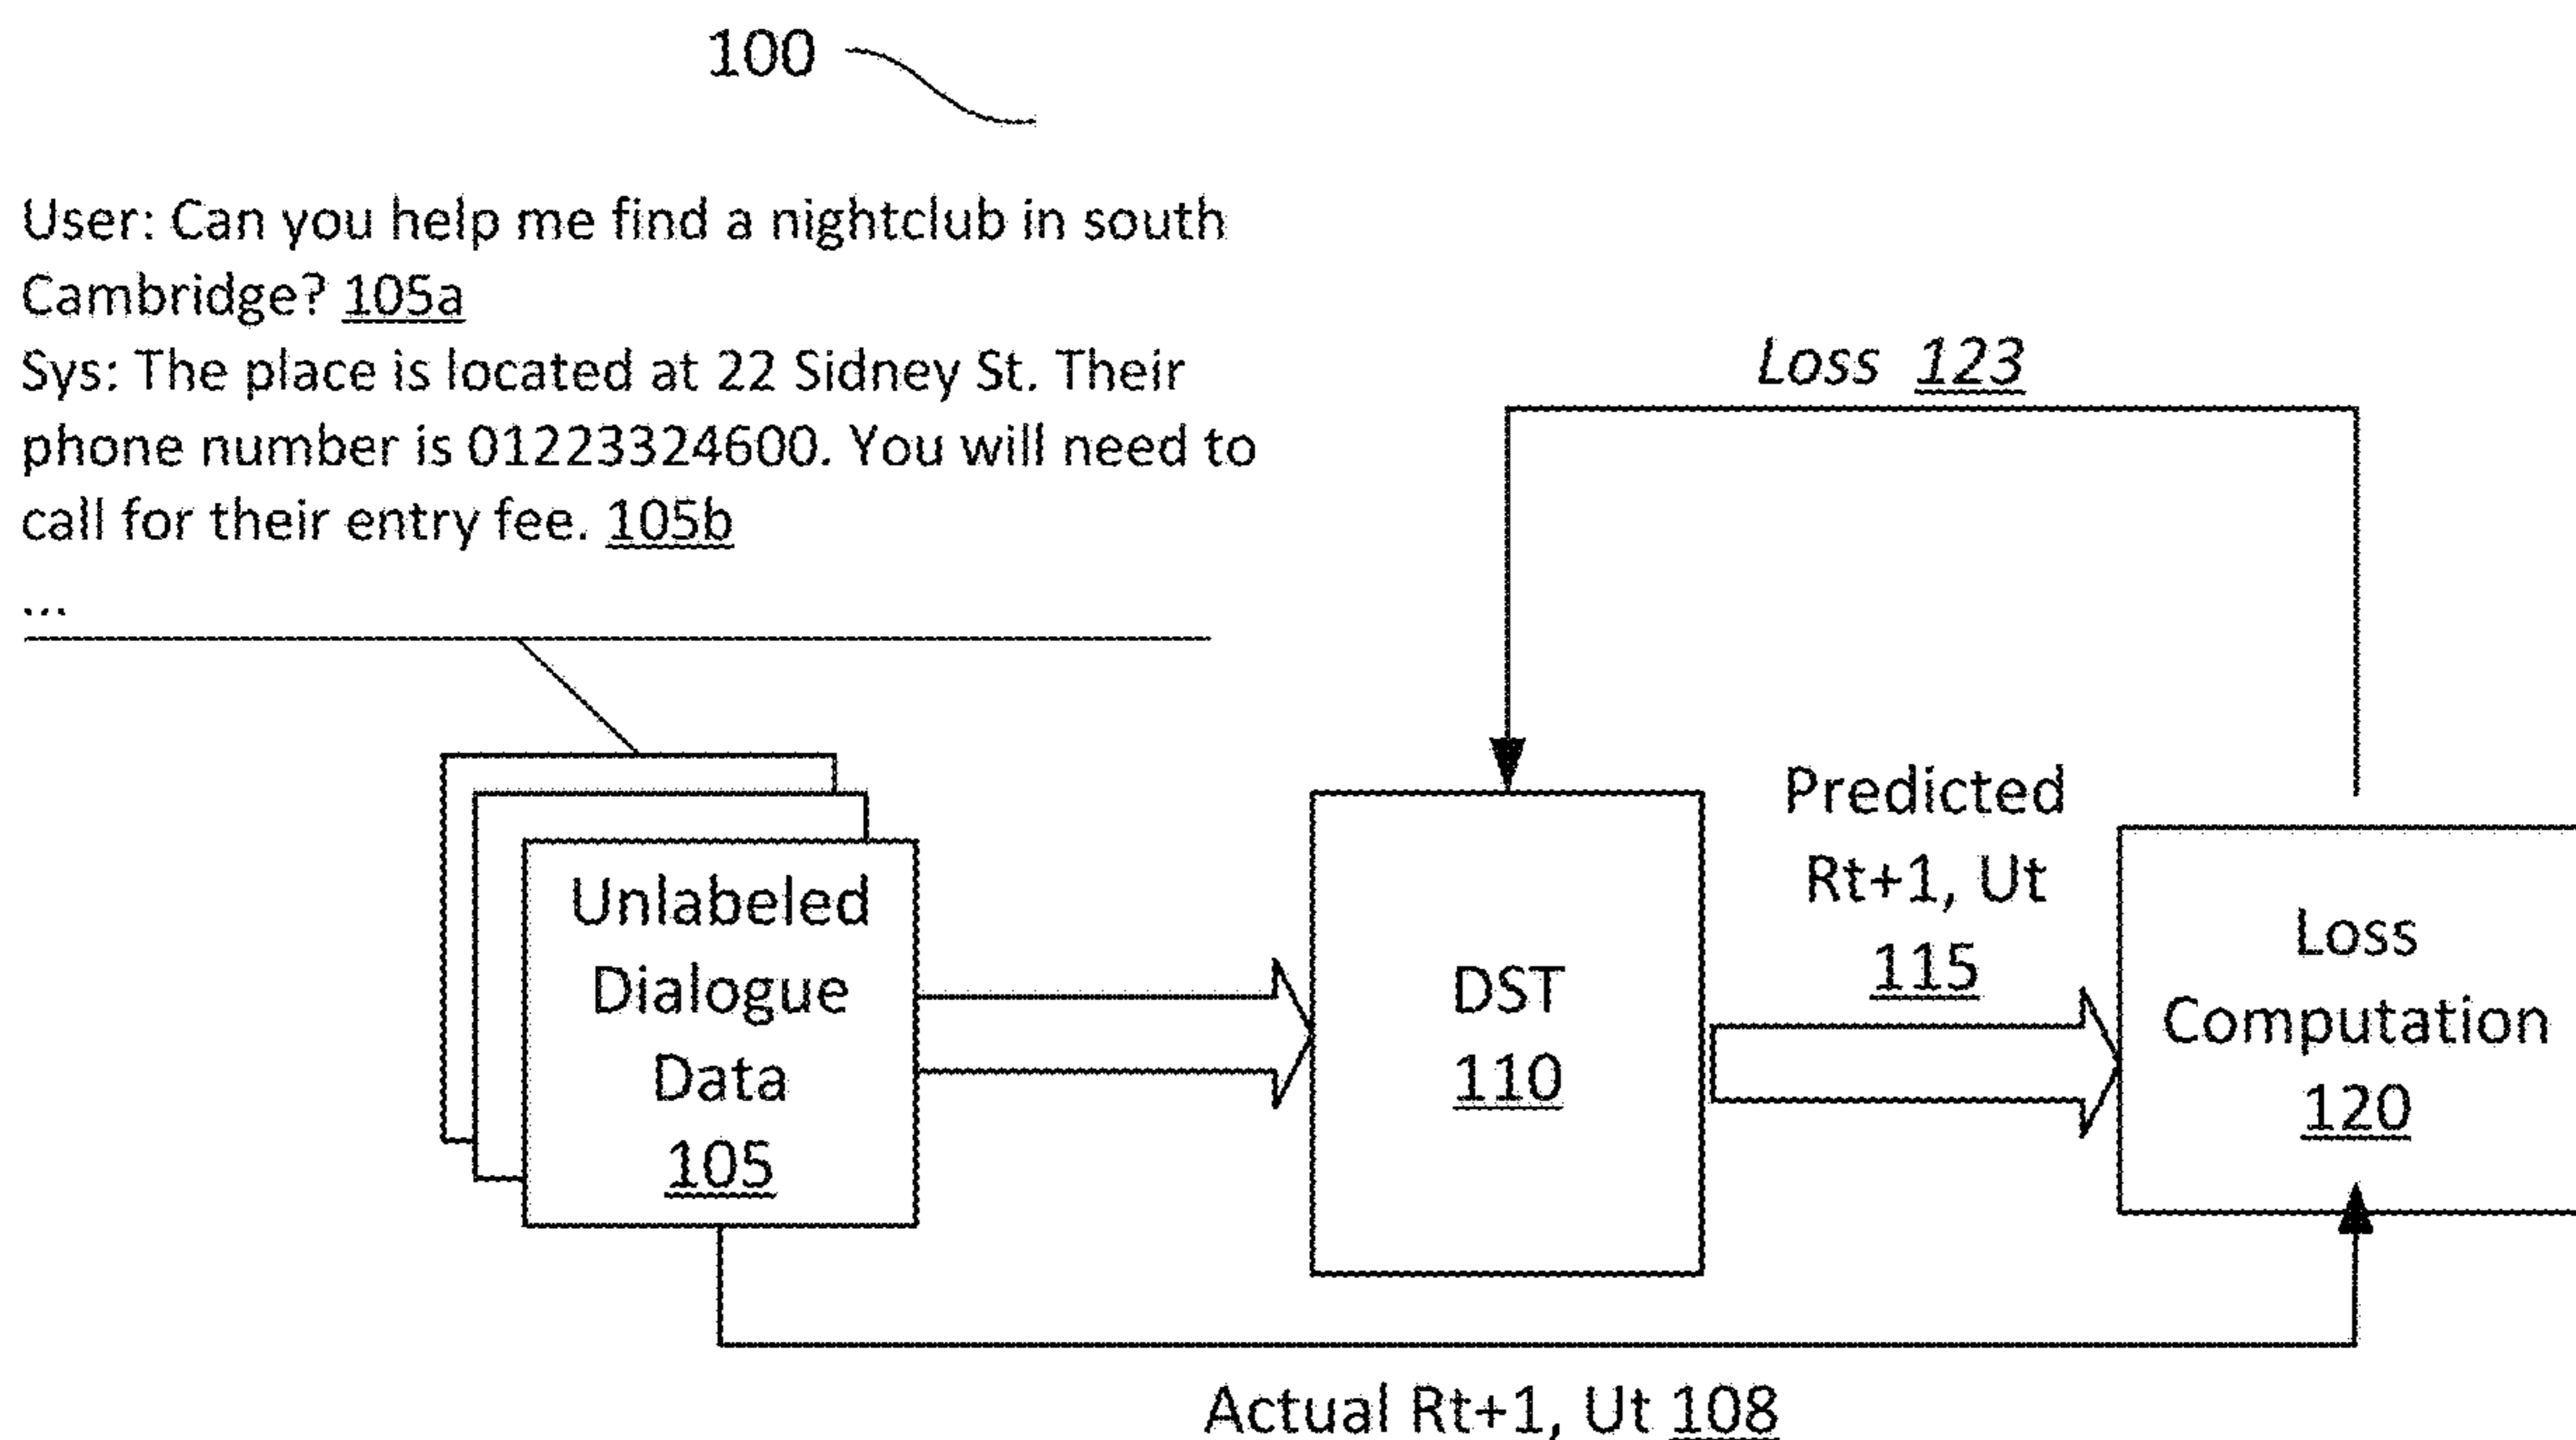 100
User: Can you help me find a nightclub in south
Cambridge? 105a
Sys: The place is located at 22 Sidney St. Their
phone number is 01223324600. You will need to
call for their entry fee. 105b
...
Loss 123
Unlabeled
Dialogue
Data
105
DST
110
Predicted
Rt+1, Ut
115
Loss
Computation
120
Actual Rt+1, Ut 108